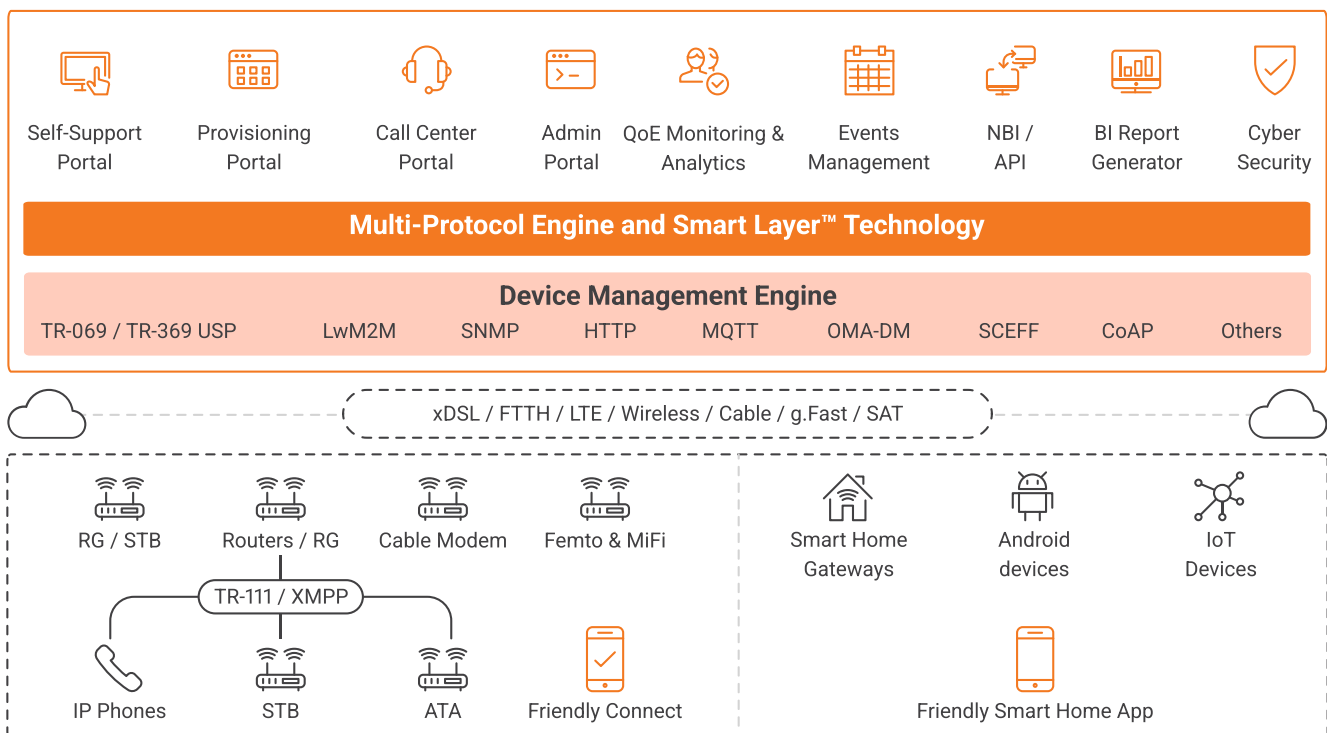 Self-Support Portal
Provisioning Portal
Call Center Portal
Admin Portal
QoE Monitoring & Analytics
Events Management
NBI / API
BI Report Generator
Cyber Security
Multi-Protocol Engine and Smart Layer™ Technology
Device Management Engine
TR-069 / TR-369 USP LwM2M SNMP HTTP MQTT OMA-DM SCEFF CoAP Others
xDSL / FTTH / LTE / Wireless / Cable / g.Fast / SAT
RG / STB
Routers / RG
Cable Modem
Femto & MiFi
Smart Home Gateways
Android devices
IoT Devices
TR-111 / XMPP
IP Phones
STB
ATA
Friendly Connect
Friendly Smart Home App